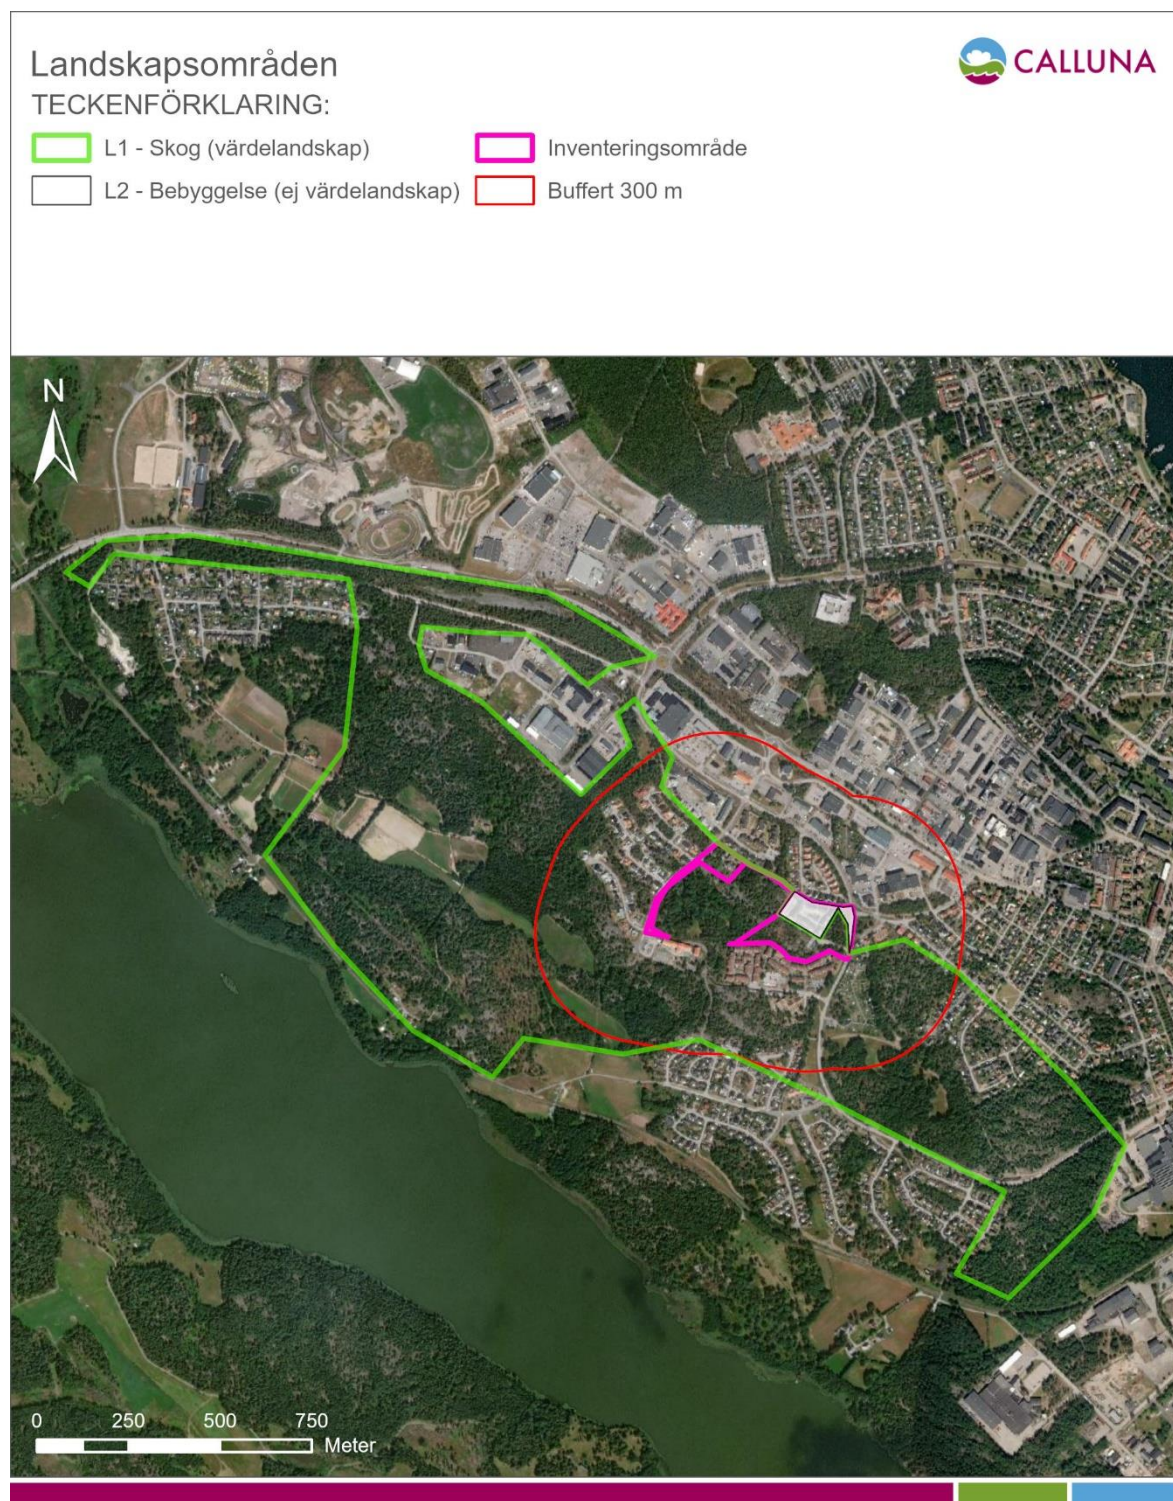 Landskapsområden
CALLUNA
TECKENFÖRKLARING:
L1 - Skog (värdelandskap)
Inventeringsområde
L2 - Bebyggelse (ej värdelandskap)
Buffert 300 m
N
0 250 500 750
Meter